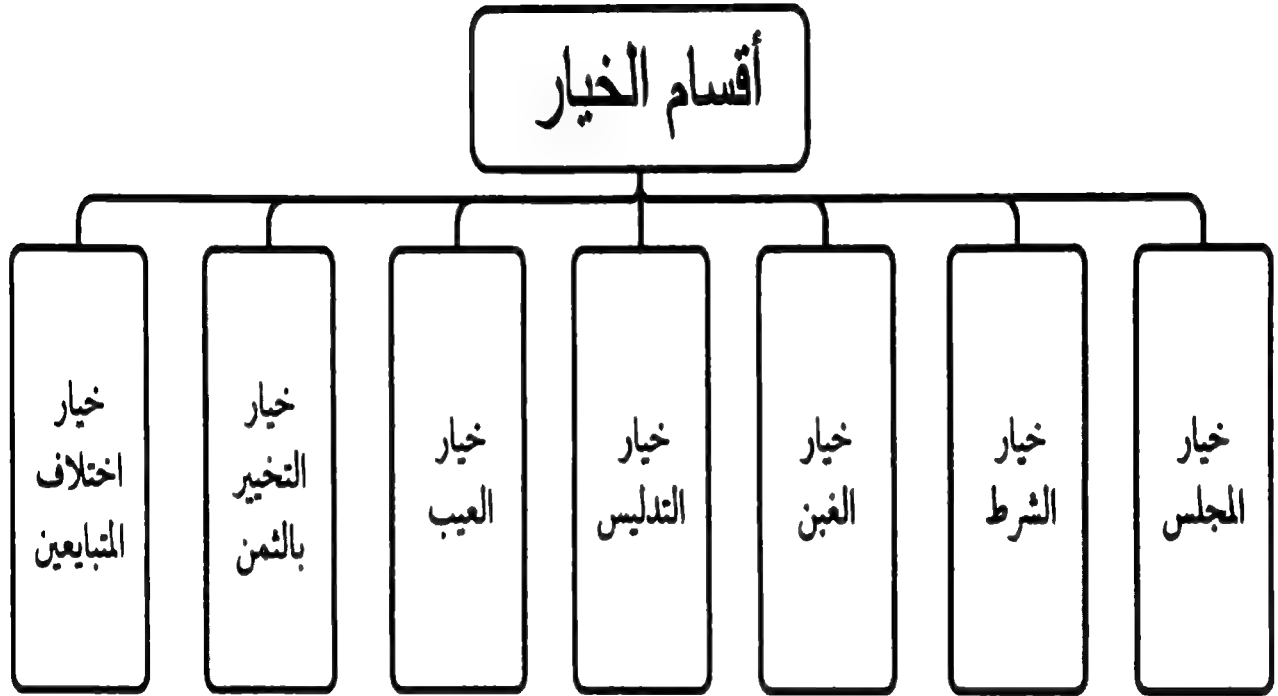 أقسام الخيار
خيار
المجلس
خيار
الشرط
خيار
الغبن
خيار
التدليس
خيار
العيب
خيار
التخيير
بالثمن
خيار
اختلاف
المتبايعين